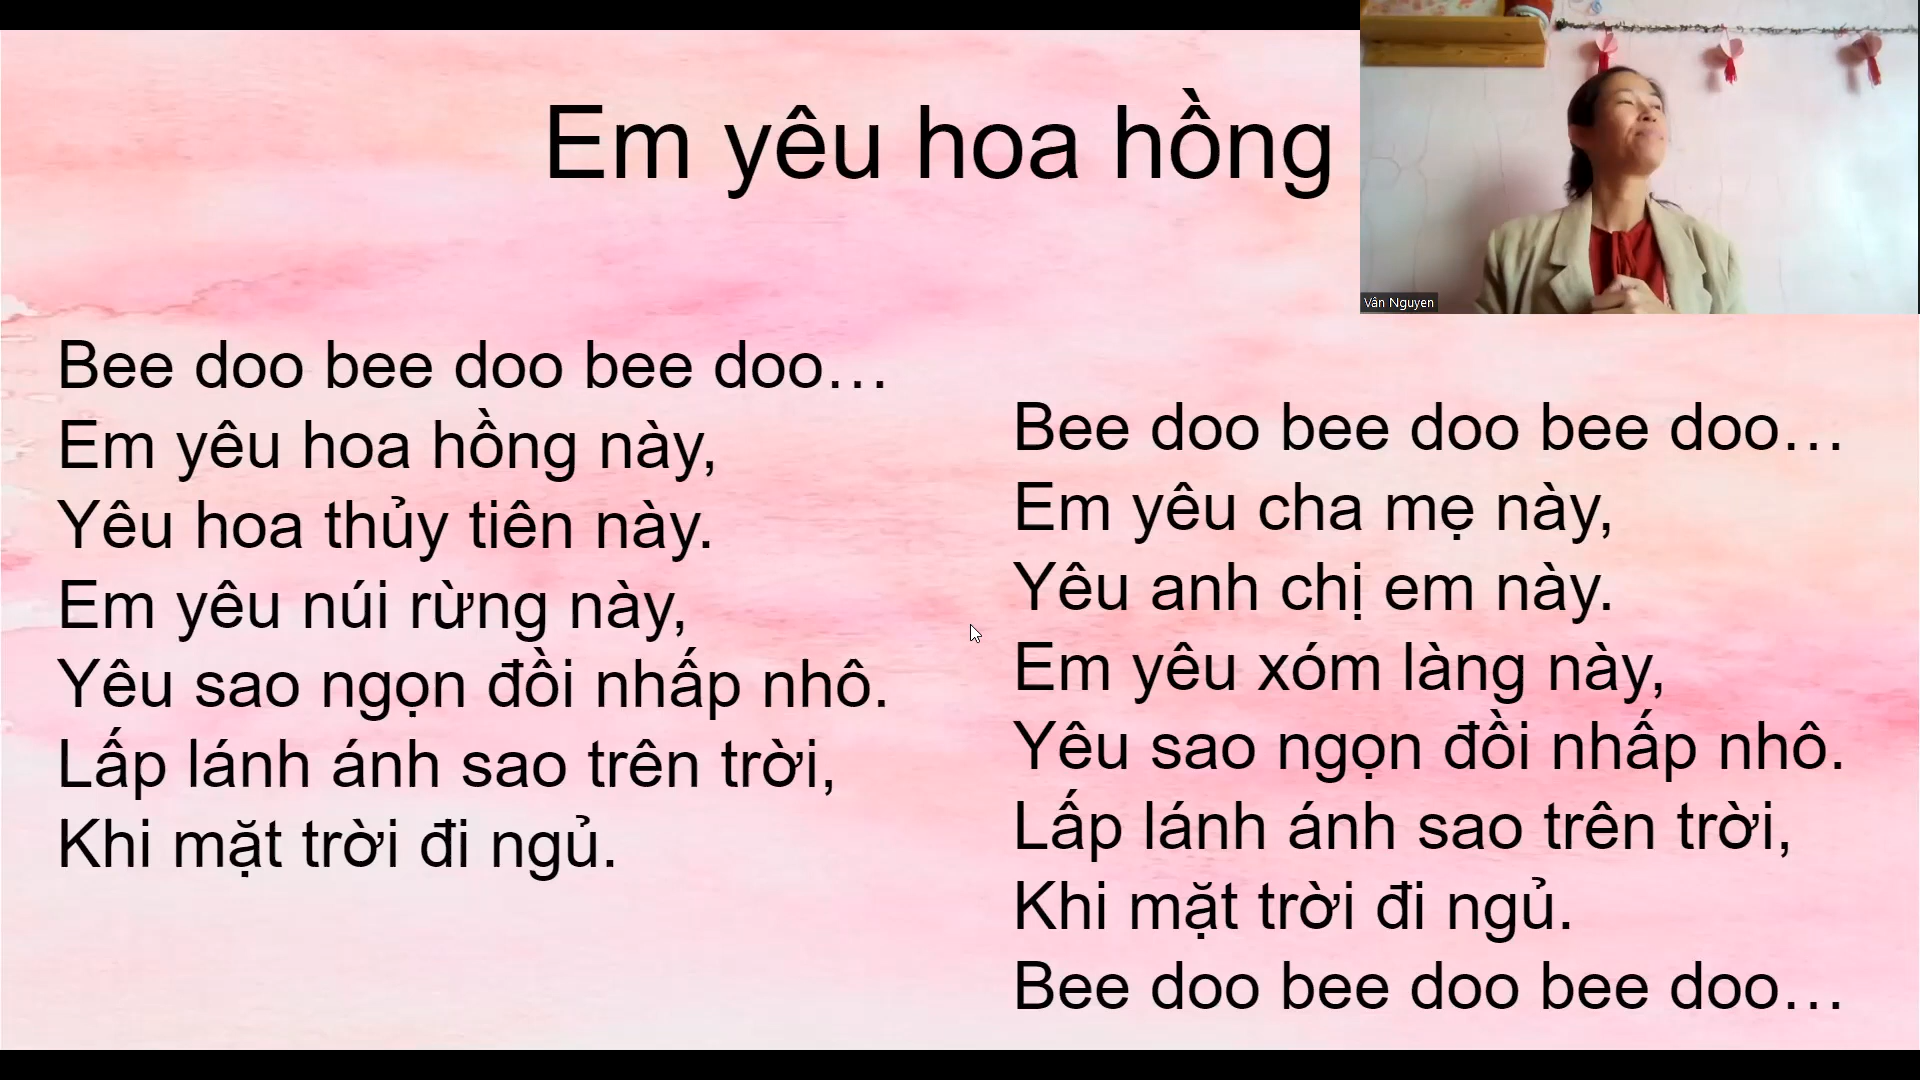 Em yêu hoa hồng
Vân Nguyen
Bee doo bee doo bee doo…
Em yêu hoa hồng này,
Yêu hoa thủy tiên này.
Em yêu núi rừng này,
Yêu sao ngọn đồi nhấp nhô.
Lấp lánh ánh sao trên trời,
Khi mặt trời đi ngủ.
Bee doo bee doo bee doo…
Em yêu cha mẹ này,
Yêu anh chị em này.
Em yêu xóm làng này,
Yêu sao ngọn đồi nhấp nhô.
Lấp lánh ánh sao trên trời,
Khi mặt trời đi ngủ.
Bee doo bee doo bee doo…